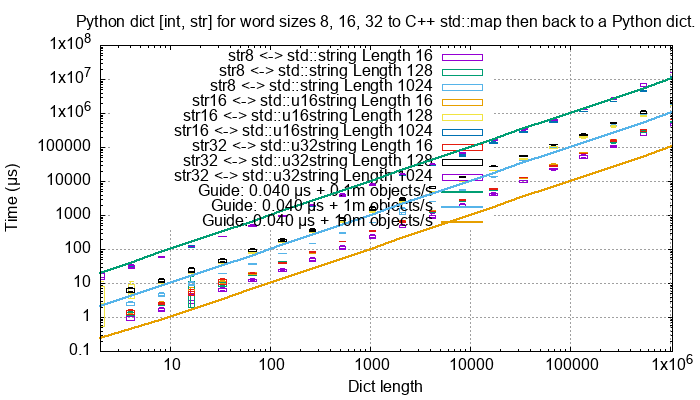 Python dict [int, str] for word sizes 8, 16, 32 to C++ std::map then back to a Python dict.
1x10^8
1x10^7
1x10^6
100000
10000
1000
100
10
1
0.1
Time (µs)
str8 <-> std::string Length 16
str8 <-> std::string Length 128
str8 <-> std::string Length 1024
str16 <-> std::u16string Length 16
str16 <-> std::u16string Length 128
str16 <-> std::u16string Length 1024
str32 <-> std::u32string Length 16
str32 <-> std::u32string Length 128
str32 <-> std::u32string Length 1024
Guide: 0.040 µs + 0.1m objects/s
Guide: 0.040 µs + 1m objects/s
Guide: 0.040 µs + 10m objects/s
10 100 1000 10000 100000 1x10^6
Dict length